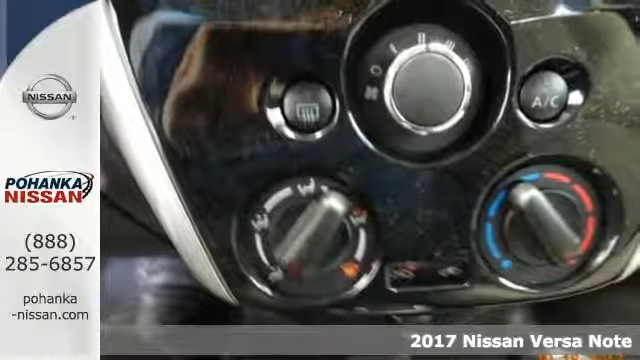 NISSAN
POHANKA
NISSAN
(888)
285-6857
pohanka
-nissan.com
A/C
2017 Nissan Versa Note